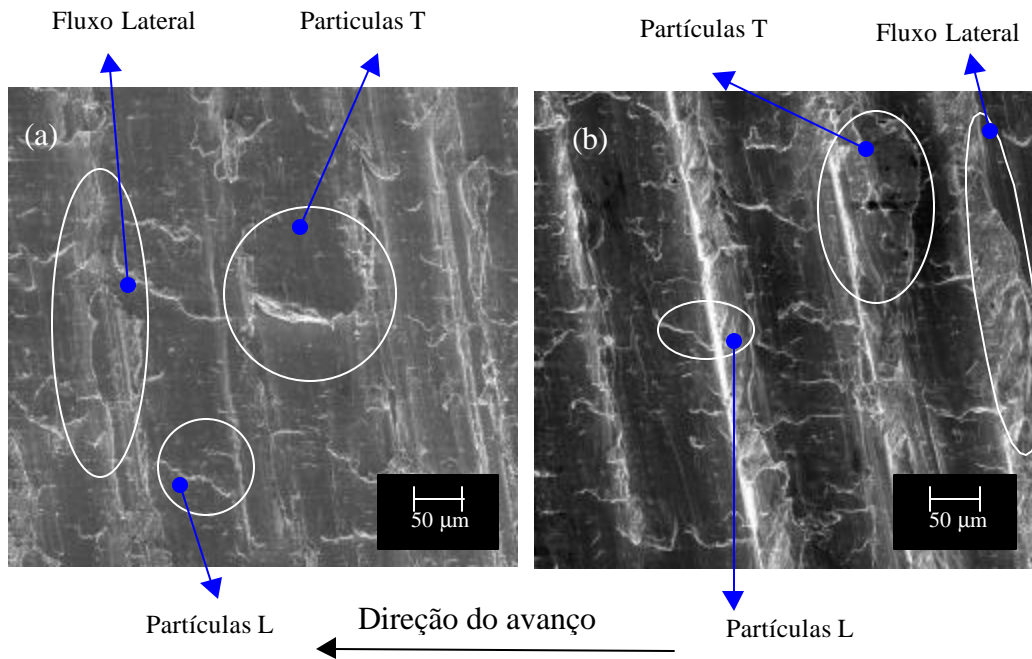 Fluxo Lateral
Particulas T
Partículas T
Fluxo Lateral
(a)
(b)
50 µm
50 µm
Partículas L
Direção do avanço
Partículas L